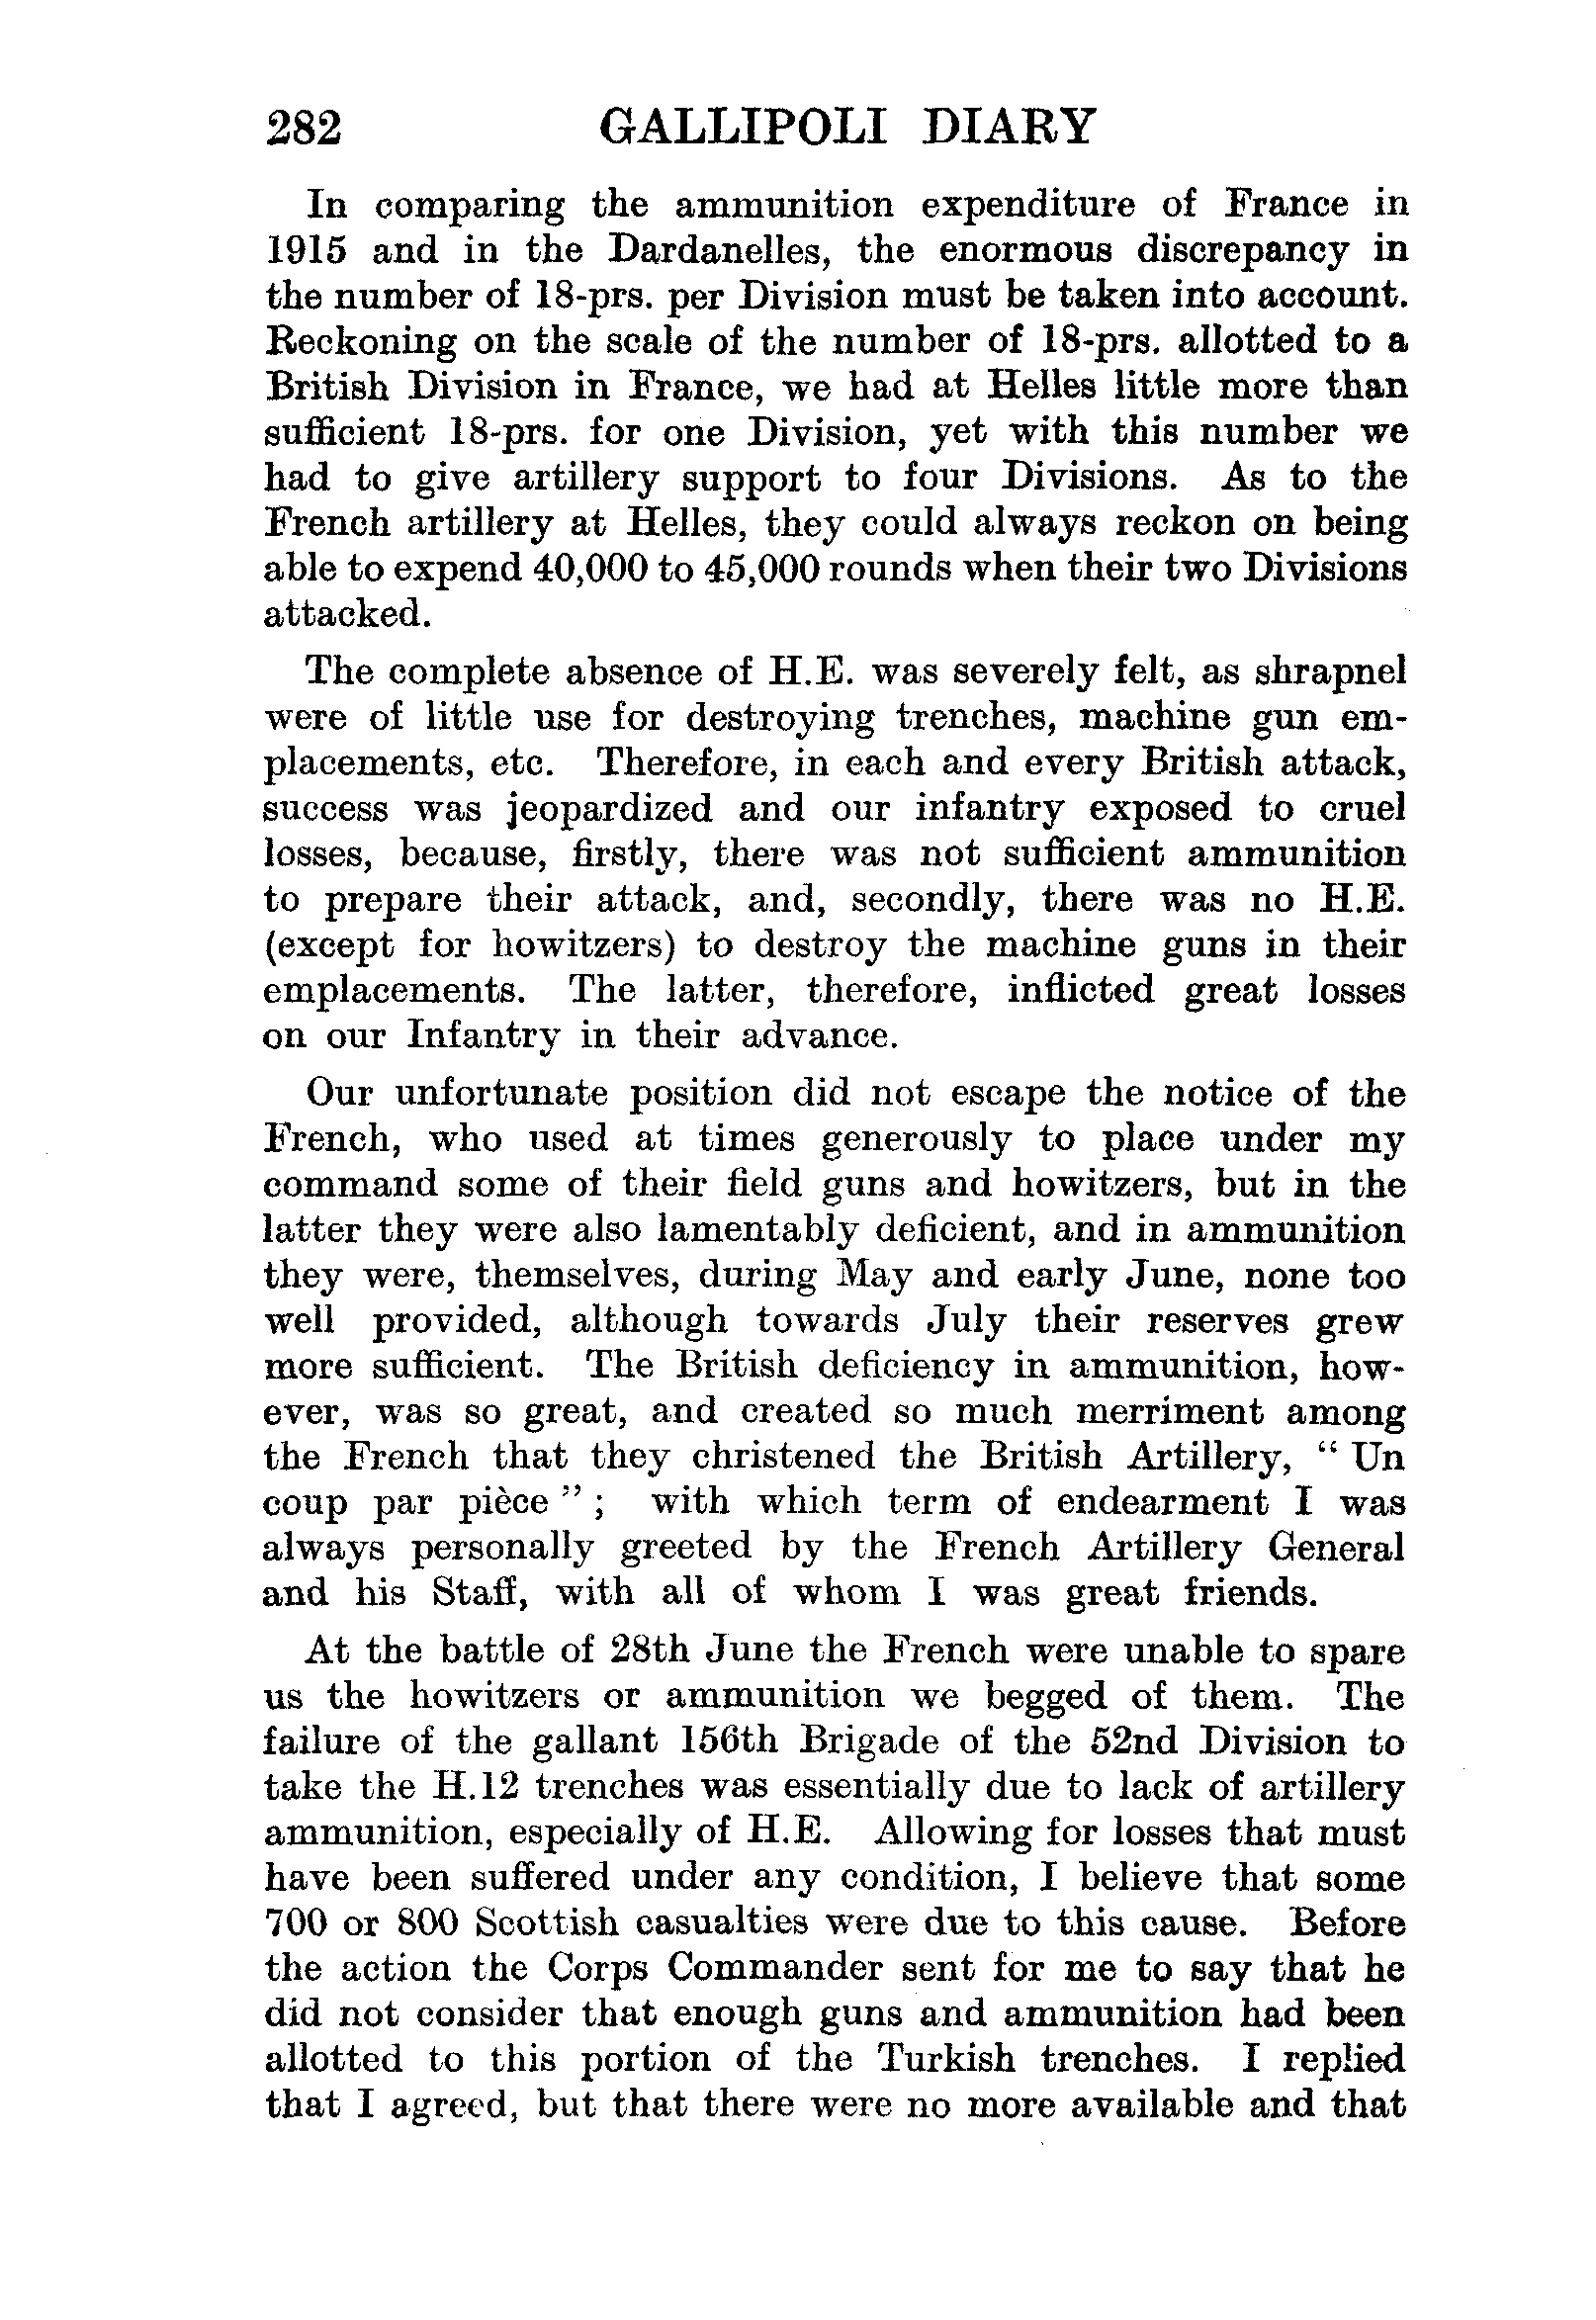 282 GALLIPOLI DIARY
In comparing the ammunition expenditure of France in
1915 and in the Dardanelles, the enormous discrepancy in
the number of 18-prs. per Division must be taken into account.
Reckoning on the scale of the number of 18-prs. allotted to a
British Division in France, we had at Helles little more than
sufficient 18-prs. for one Division, yet with this number we
had to give artillery support to four Divisions. As to the
French artillery at Helles, they could always reckon on being
able to expend 40,000 to 45,000 rounds when their two Divisions
attacked.
The complete absence of H.E. was severely felt, as shrapnel
were of little use for destroying trenches, machine gun em-
placements, etc. Therefore, in each and every British attack,
success was jeopardized and our infantry exposed to cruel
losses, because, firstly, there was not sufficient ammunition
to prepare their attack, and, secondly, there was no H.E.
(except for howitzers) to destroy the machine guns in their
emplacements. The latter, therefore, inflicted great losses
on our Infantry in their advance.
Our unfortunate position did not escape the notice of the
French, who used at times generously to place under my
command some of their field guns and howitzers, but in the
latter they were also lamentably deficient, and in ammunition
they were, themselves, during May and early June, none too
well provided, although towards July their reserves grew
more sufficient. The British deficiency in ammunition, how-
ever, was so great, and created so much merriment among
the French that they christened the British Artillery, “ Un
coup par pièce ” ; with which term of endearment I was
always personally greeted by the French Artillery General
and his Staff, with all of whom I was great friends.
At the battle of 28th June the French were unable to spare
us the howitzers or ammunition we begged of them. The
failure of the gallant 156th Brigade of the 52nd Division to
take the H.12 trenches was essentially due to lack of artillery
ammunition, especially of H.E. Allowing for losses that must
have been suffered under any condition, I believe that some
700 or 800 Scottish casualties were due to this cause. Before
the action the Corps Commander sent for me to say that he
did not consider that enough guns and ammunition had been
allotted to this portion of the Turkish trenches. I replied
that I agreed, but that there were no more available and that